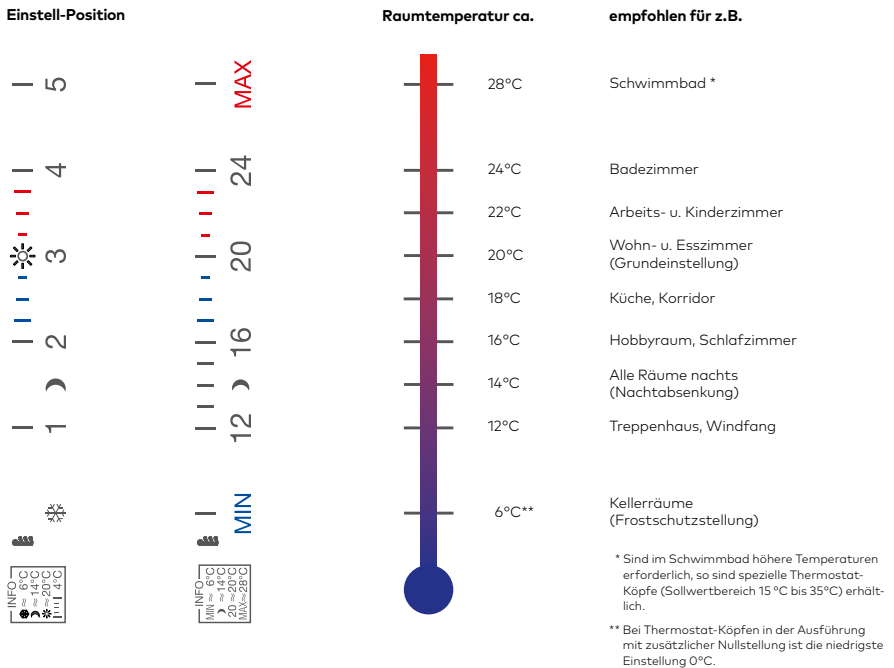 Einstell-Position
Raumtemperatur ca.
empfohlen für z.B.
5
MAX
28°C
Schwimmbad *
4
24
24°C
Badezimmer
22°C
Arbeits- u. Kinderzimmer
3
20
20°C
Wohn- u. Esszimmer
(Grundeinstellung)
18°C
Küche, Korridor
2
16
16°C
Hobbyraum, Schlafzimmer
14°C
Alle Räume nachts
(Nachtabsenkung)
1
12
12°C
Treppenhaus, Windfang
MIN
6°C**
Kellerräume
(Frostschutzstellung)
INFO
≈ 6°C
≈ 14°C
≈ 20°C
4°C
INFO
MIN ≈ 6°C
≈ 14°C
20 ≈ 20°C
MAX≈28°C
* Sind im Schwimmbad höhere Temperaturen
erforderlich, so sind spezielle Thermostat-
Köpfe (Sollwertbereich 15 °C bis 35°C) erhält-
lich.
** Bei Thermostat-Köpfen in der Ausführung
mit zusätzlicher Nullstellung ist die niedrigste
Einstellung 0°C.